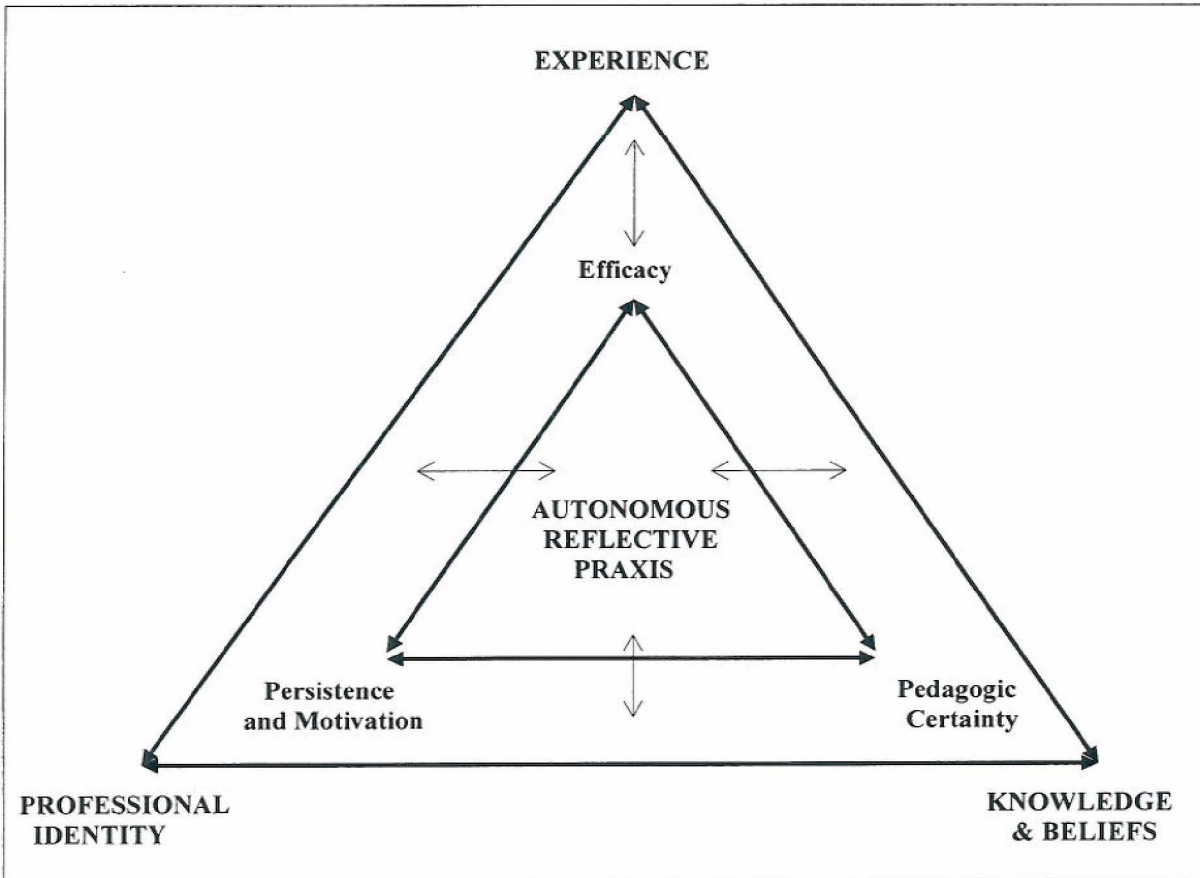 EXPERIENCE
Efficacy
AUTONOMOUS
REFLECTIVE
PRAXIS
Persistence
and Motivation
Pedagogic
Certainty
PROFESSIONAL
IDENTITY
KNOWLEDGE
& BELIEFS